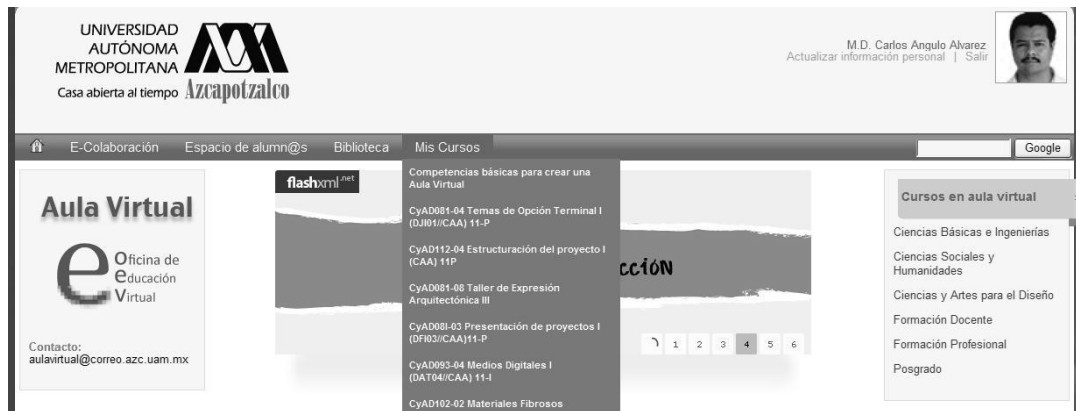 UNIVERSIDAD
AUTÓNOMA
METROPOLITANA
Casa abierta al tiempo Azcapotzalco
M.D. Carlos Angulo Alvarez
Actualizar información personal | Salir
E-Colaboración Espacio de alumn@s Biblioteca Mis Cursos Google
Aula Virtual
e Oficina de
educación
Virtual
Contacto:
aulavirtual@correo.azc.uam.mx
flashxml.net
Competencias básicas para crear una
Aula Virtual
CyAD081-04 Temas de Opción Terminal I
(DJI01//CAA) 11-P
CyAD112-04 Estructuración del proyecto I
(CAA) 11P
CyAD081-08 Taller de Expresión
Arquitectónica III
CyAD08I-03 Presentación de proyectos I
(DFI03//CAA)11-P
CyAD093-04 Medios Digitales I
(DAT04//CAA) 11-I
CyAD102-02 Materiales Fibrosos
cción
1 2 3 4 5 6
Cursos en aula virtual
Ciencias Básicas e Ingenierías
Ciencias Sociales y
Humanidades
Ciencias y Artes para el Diseño
Formación Docente
Formación Profesional
Posgrado